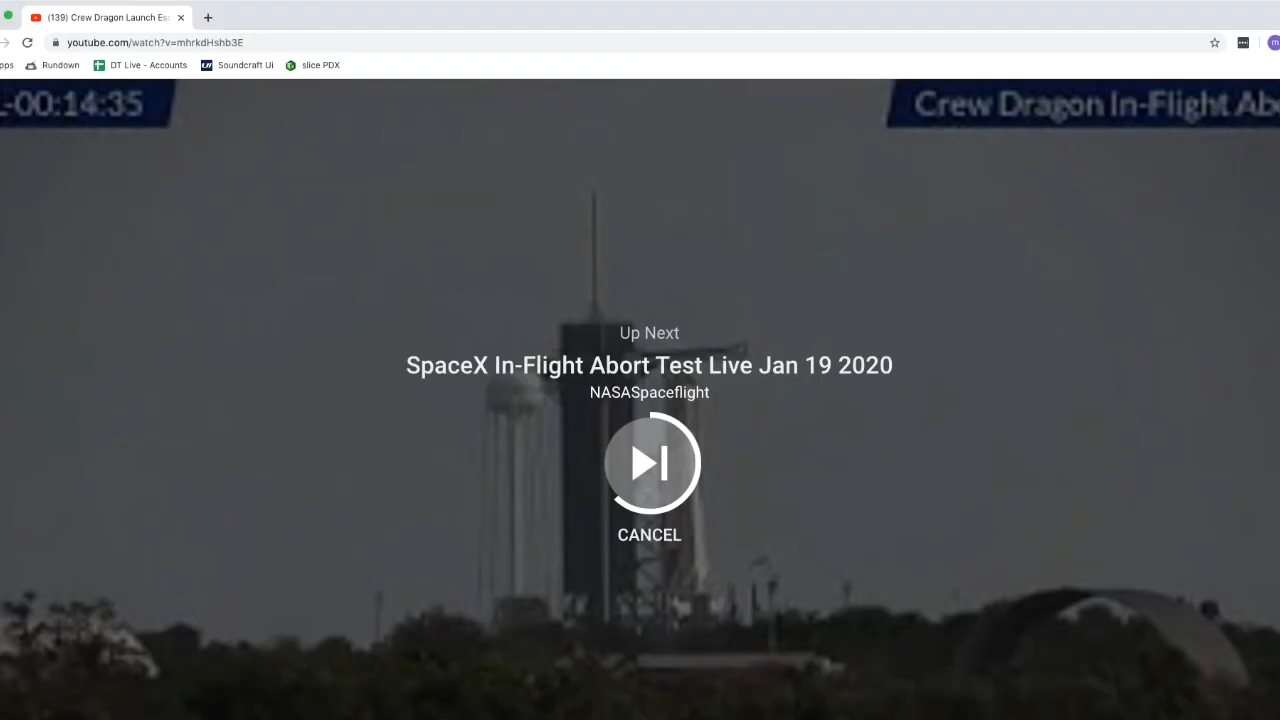 (139) Crew Dragon Launch Es
youtube.com/watch?v=mhrkdHshb3E
pps Rundown DT Live - Accounts Soundcraft Ui slice PDX
-00:14:35
Crew Dragon In-Flight Ab
Up Next
SpaceX In-Flight Abort Test Live Jan 19 2020
NASASpaceflight
CANCEL